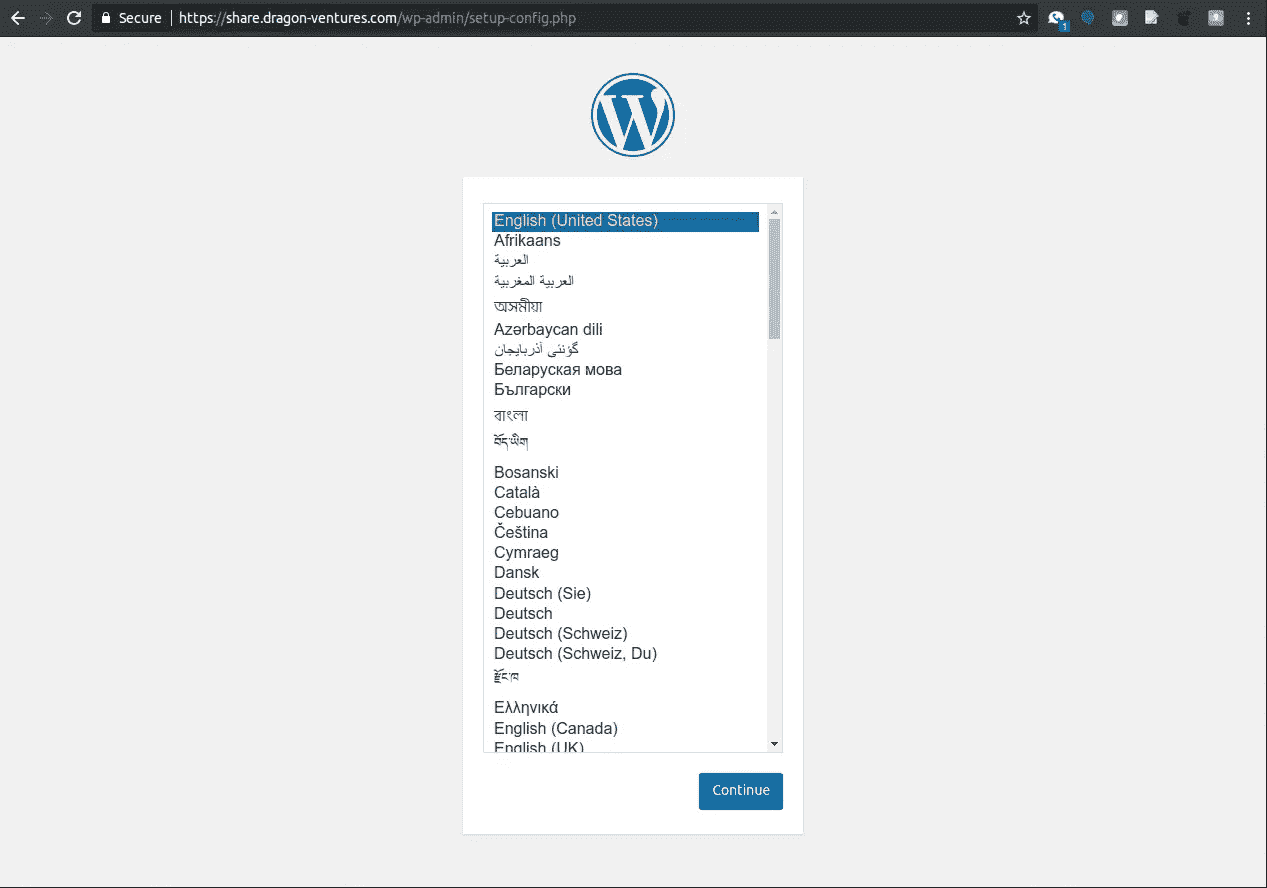 Secure https://share.dragon-ventures.com/wp-admin/setup-config.php
1
English (United States)
Afrikaans
العربية
العربية المغربية
অসমীয়া
Azərbaycan dili
گؤنئی آذربایجان
Беларуская мова
Български
বাংলা
བོད་ཡིག
Bosanski
Català
Cebuano
Čeština
Cymraeg
Dansk
Deutsch (Sie)
Deutsch
Deutsch (Schweiz)
Deutsch (Schweiz, Du)
རྫོང་ཁ
Ελληνικά
English (Canada)
English (UK)
Continue